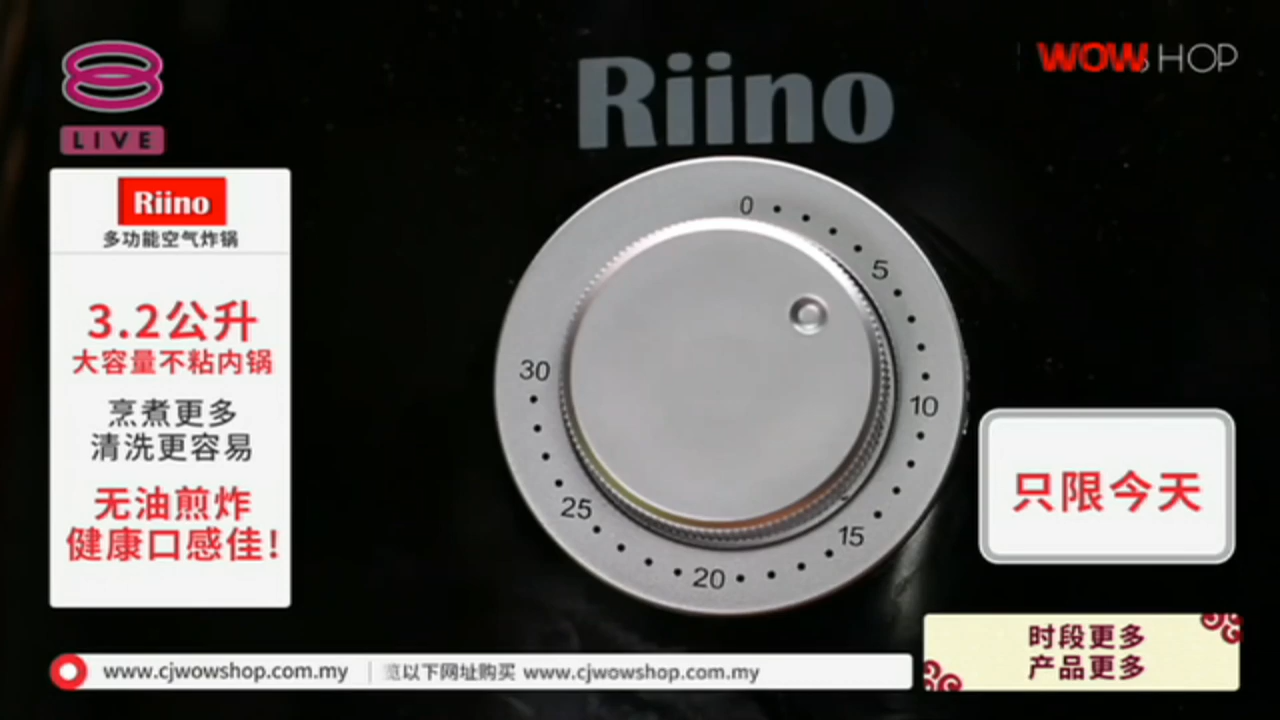 Riino
WOW HOP
LIVE
Riino
多功能空气炸锅
3.2公升
大容量不粘内锅
烹煮更多
清洗更容易
无油煎炸
健康口感佳!
0
5
10
15
20
25
30
只限今天
时段更多
产品更多
www.cjwowshop.com.my
览以下网址购买 www.cjwowshop.com.my